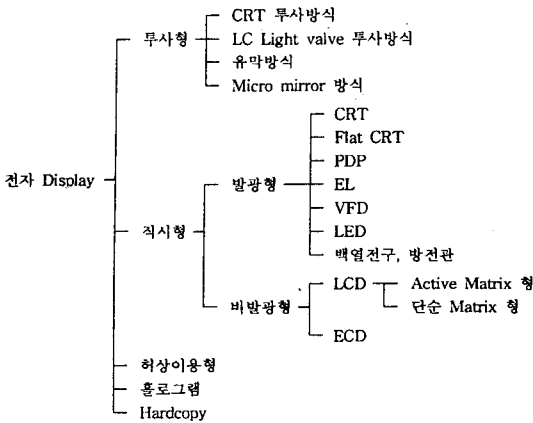 CRT 투사방식
투사형
LC Light valve 투사방식
유막방식
Micro mirror 방식
CRT
Flat CRT
PDP
전자 Display
발광형
EL
VFD
직시형
LED
백열전구, 방전관
LCD
Active Matrix 형
비발광형
단순 Matrix 형
ECD
허상이용형
홀로그램
Hardcopy